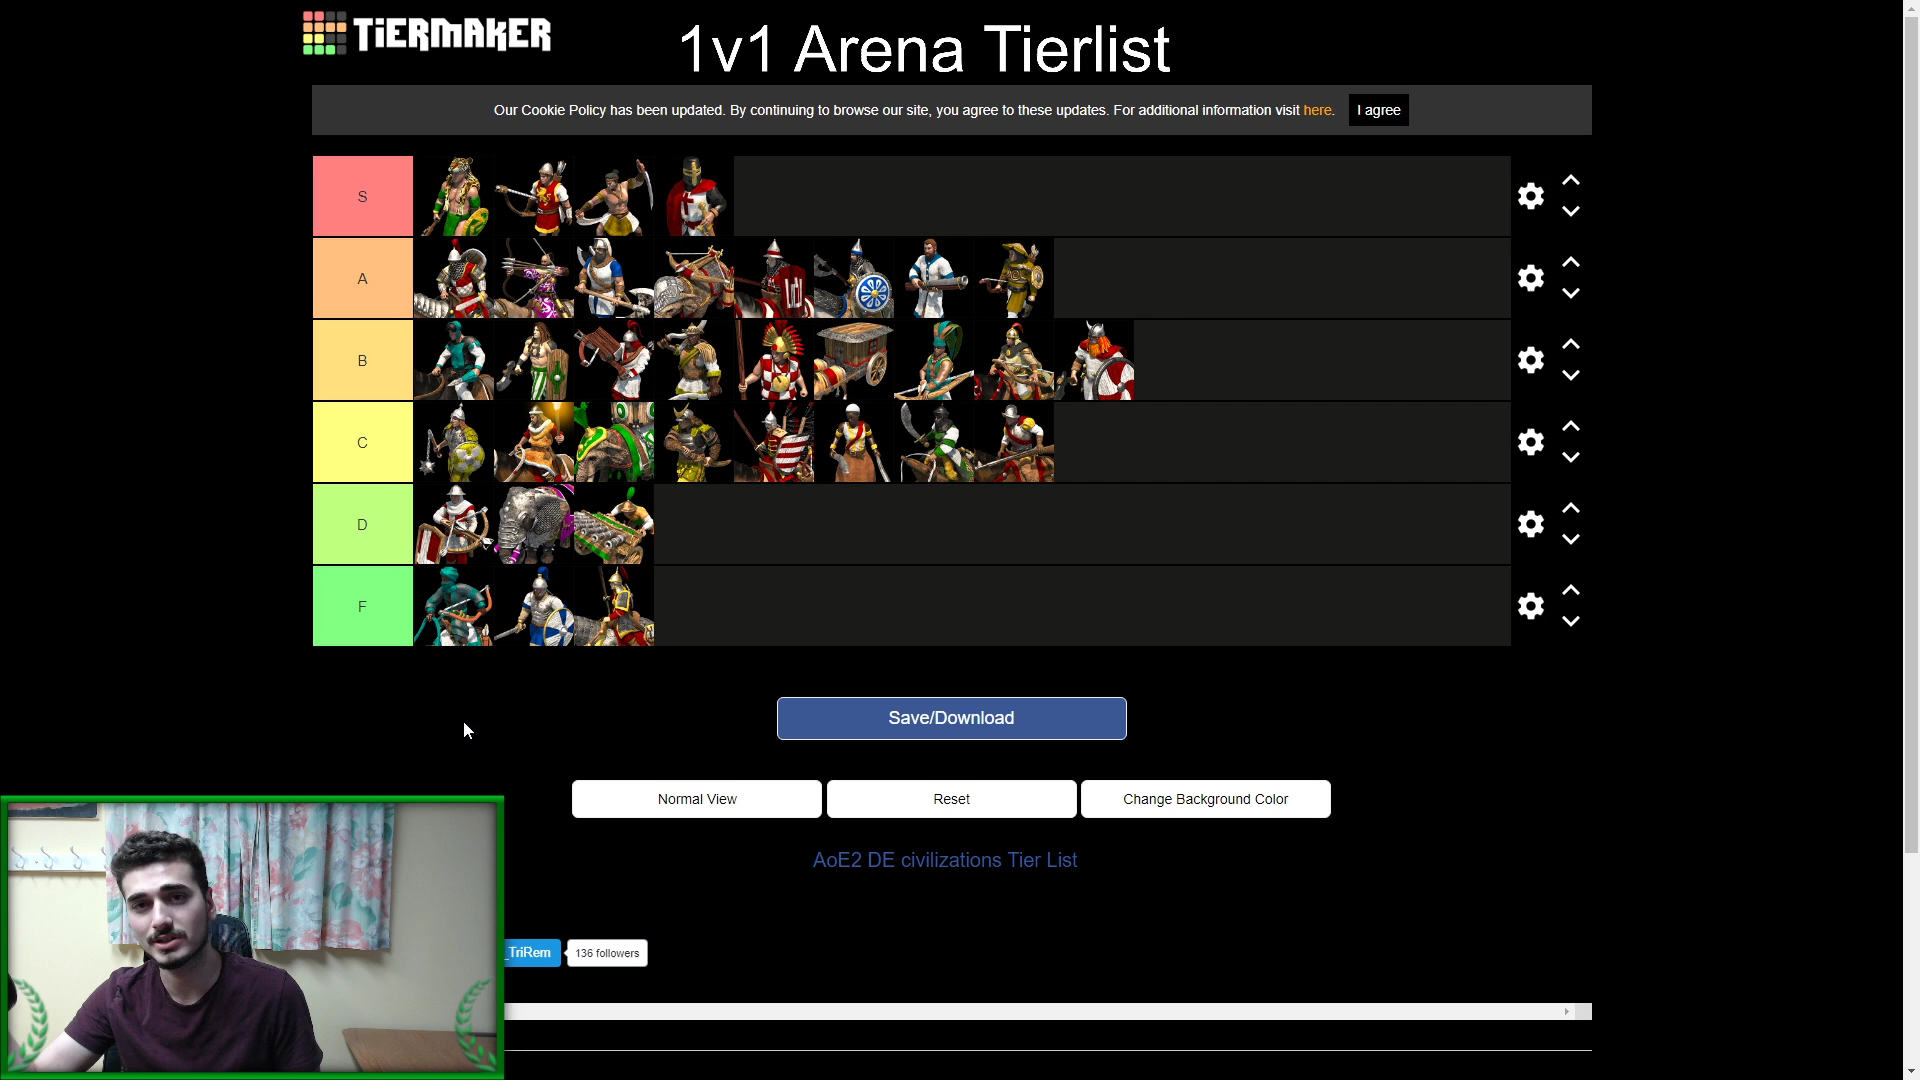 TiERMAKER
1v1 Arena Tierlist
Our Cookie Policy has been updated. By continuing to browse our site, you agree to these updates. For additional information visit here.
I agree
S
A
B
C
D
F
Save/Download
Normal View
Reset
Change Background Color
AoE2 DE civilizations Tier List
_TriRem
136 followers